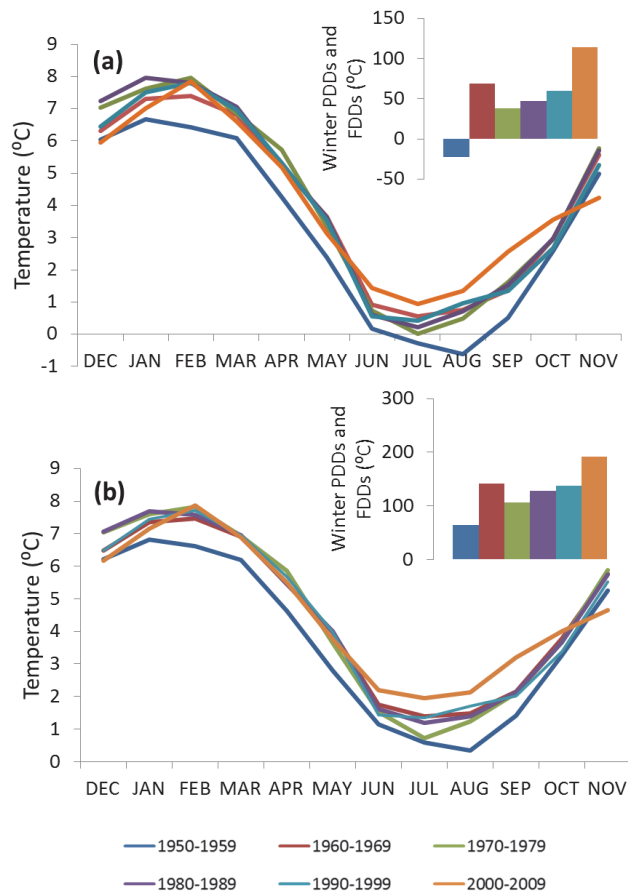 (a)
Temperature (⁰C)
9
8
7
6
5
4
3
2
1
0
-1
DEC JAN FEB MAR APR MAY JUN JUL AUG SEP OCT NOV
Winter PDDs and
FDDs (⁰C)
150
100
50
0
-50
(b)
Temperature (⁰C)
9
8
7
6
5
4
3
2
1
0
DEC JAN FEB MAR APR MAY JUN JUL AUG SEP OCT NOV
Winter PDDs and
FDDs (⁰C)
300
200
100
0
1950-1959 1960-1969 1970-1979
1980-1989 1990-1999 2000-2009